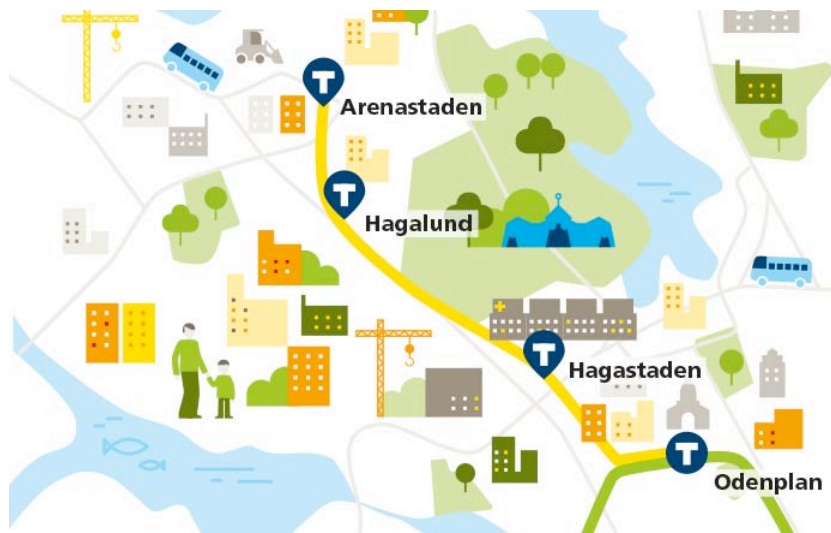 T
Arenastaden
T
Hagalund
T
Hagastaden
T
Odenplan